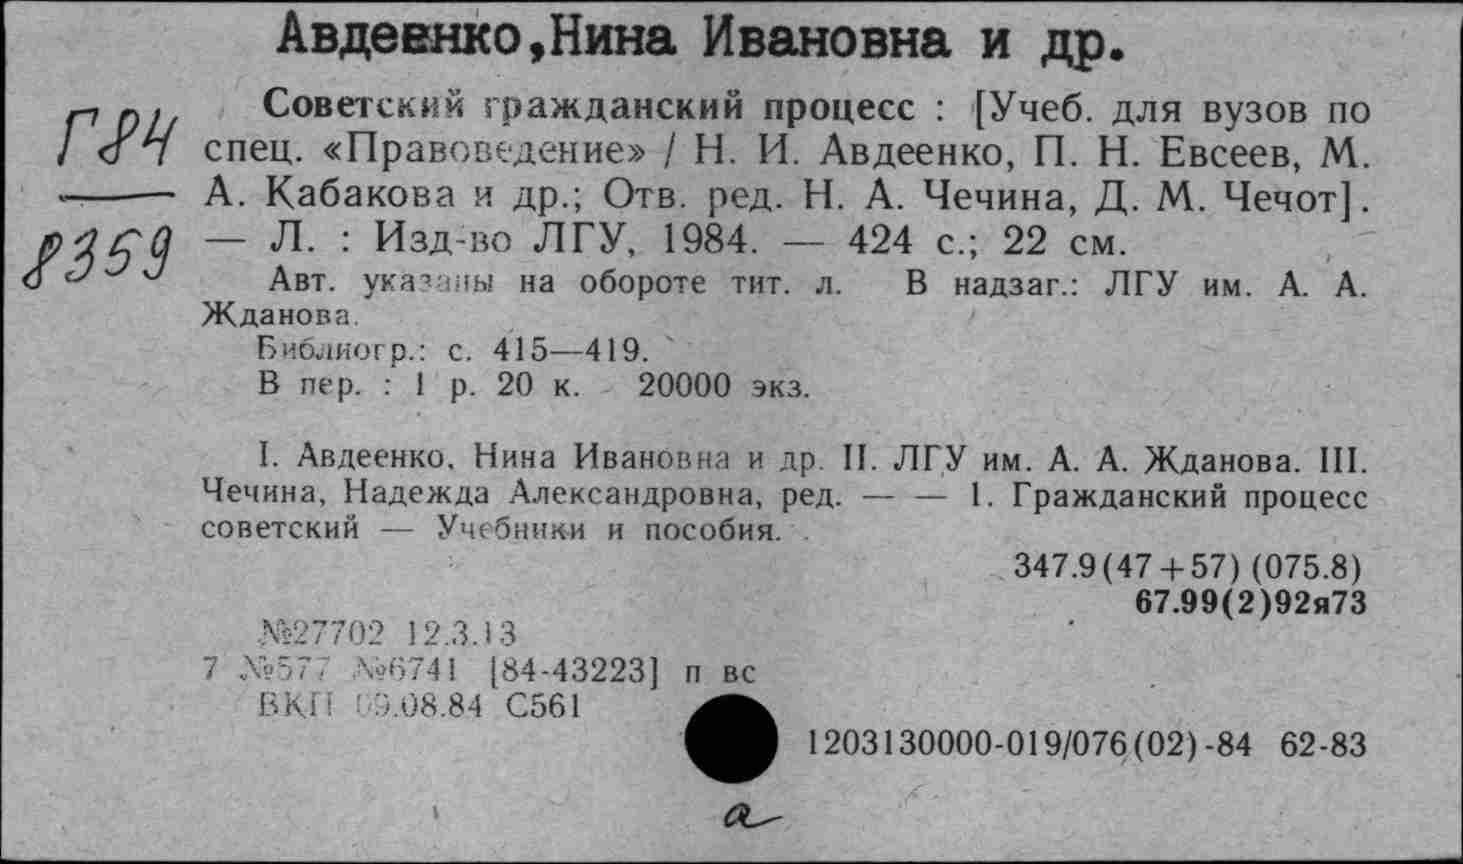 Авдеенко,Нина Ивановна и др.
Г84
8359
Советский гражданский процесс : [Учеб. для вузов по
спец. «Правоведение» / Н. И. Авдеенко, П. Н. Евсеев, М.
А. Кабакова и др.; Отв. ред. Н. А. Чечина, Д. М. Чечот].
— Л. : Изд-во ЛГУ, 1984. — 424 с.; 22 см.
Авт. указаны на обороте тит. л. В надзаг.: ЛГУ им. А. А.
Жданова.
Библиогр.: с. 415—419.
В пер. : 1 р. 20 к. 20000 экз.
I. Авдеенко, Нина Ивановна и др. II. ЛГУ им. А. А. Жданова. III.
Чечина, Надежда Александровна, ред. — — 1. Гражданский процесс
советский — Учебники и пособия.
347.9(47+57) (075.8)
67.99(2)92я73
№27702 12.3.13
7 №577 №6741 [84-43223] п вс
ВКП 09.08.84 С561
1203130000-019/076(02)-84 62-83
а